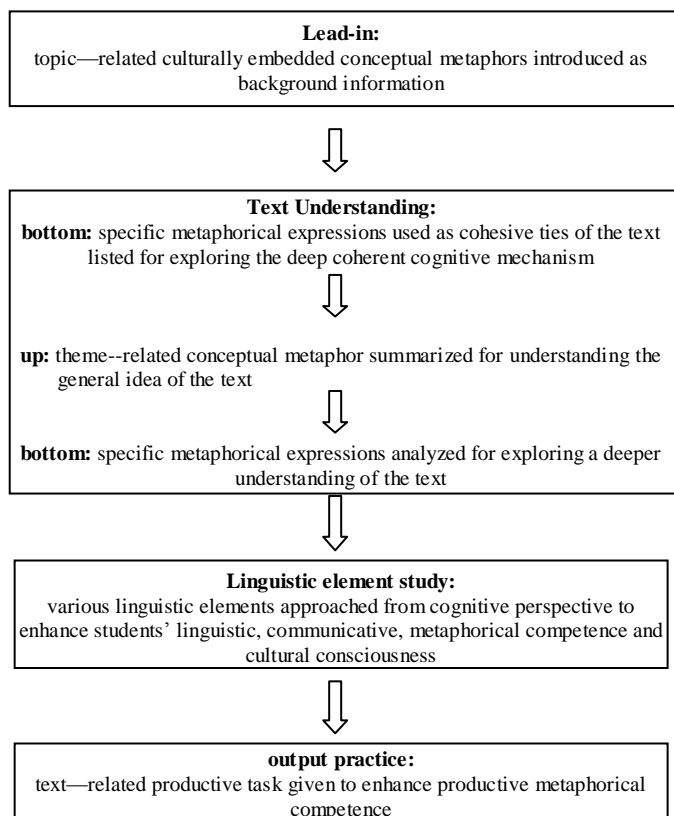 Lead-in:
topic—related culturally embedded conceptual metaphors introduced as
background information
Text Understanding:
bottom: specific metaphorical expressions used as cohesive ties of the text
listed for exploring the deep coherent cognitive mechanism
up: theme--related conceptual metaphor summarized for understanding the
general idea of the text
bottom: specific metaphorical expressions analyzed for exploring a deeper
understanding of the text
Linguistic element study:
various linguistic elements approached from cognitive perspective to
enhance students’ linguistic, communicative, metaphorical competence and
cultural consciousness
output practice:
text—related productive task given to enhance productive metaphorical
competence